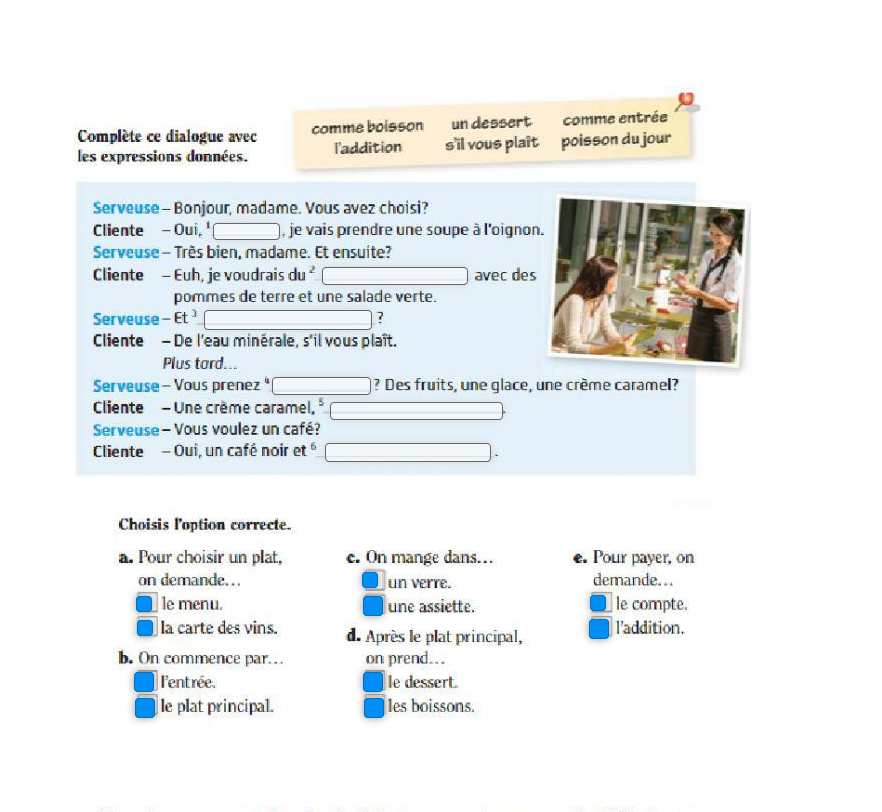 Complète ce dialogue avec
les expressions données.
comme boisson un dessert comme entrée
l'addition s'il vous plaît poisson du jour
Serveuse – Bonjour, madame. Vous avez choisi?
Cliente – Oui, 1 , je vais prendre une soupe à l'oignon.
Serveuse – Très bien, madame. Et ensuite?
Cliente – Euh, je voudrais du 2 avec des
pommes de terre et une salade verte.
Serveuse – Et 3 ?
Cliente – De l'eau minérale, s'il vous plaît.
Plus tard...
Serveuse – Vous prenez 4 ? Des fruits, une glace, une crème caramel?
Cliente – Une crème caramel, 5 .
Serveuse – Vous voulez un café?
Cliente – Oui, un café noir et 6 .
Choisis l'option correcte.
a. Pour choisir un plat,
on demande...
le menu.
la carte des vins.
b. On commence par...
l'entrée.
le plat principal.
c. On mange dans...
un verre.
une assiette.
d. Après le plat principal,
on prend...
le dessert.
les boissons.
e. Pour payer, on
demande...
le compte.
l'addition.